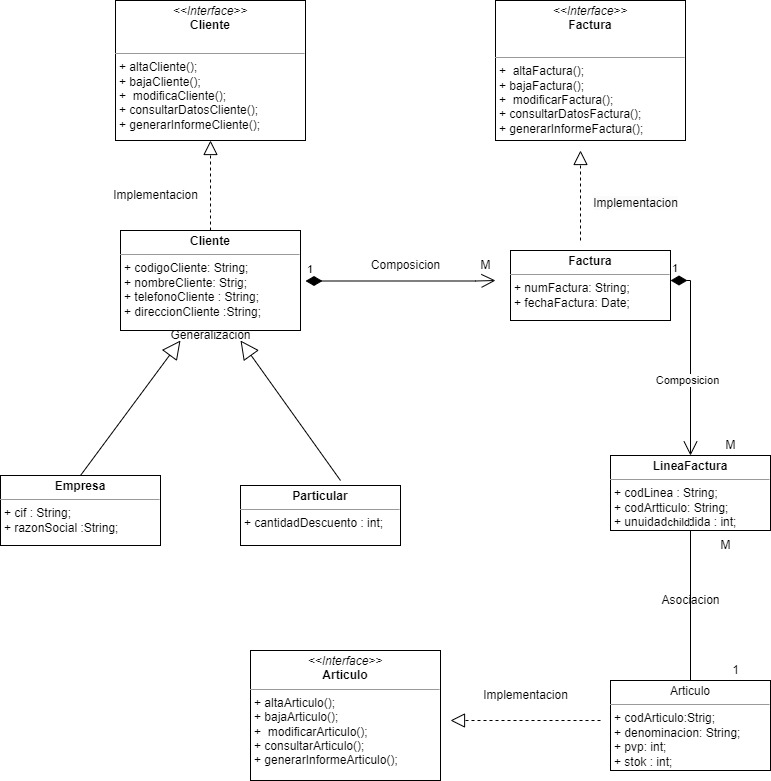 <<Interface>>
Cliente
+ altaCliente();
+ bajaCliente();
+ modificaCliente();
+ consultarDatosCliente();
+ generarInformeCliente();
<<Interface>>
Factura
+ altaFactura();
+ bajaFactura();
+ modificarFactura();
+ consultarDatosFactura();
+ generarInformeFactura();
Implementacion
Implementacion
Cliente
+ codigoCliente: String;
+ nombreCliente: Strig;
+ telefonoCliente : String;
+ direccionCliente :String;
1
Composicion
M
Factura
+ numFactura: String;
+ fechaFactura: Date;
1
Generalización
Composicion
M
Empresa
+ cif : String;
+ razonSocial :String;
Particular
+ cantidadDescuento : int;
LineaFactura
+ codLinea : String;
+ codArtticulo: String;
+ : int;
M
Asociacion
1
<<Interface>>
Articulo
+ altaArticulo();
+ bajaArticulo();
+ modificarArticulo();
+ consultarArticulo();
+ generarInformeArticulo();
Implementacion
Articulo
+ codArticulo:Strig;
+ denominacion: String;
+ pvp: int;
+ stok : int;